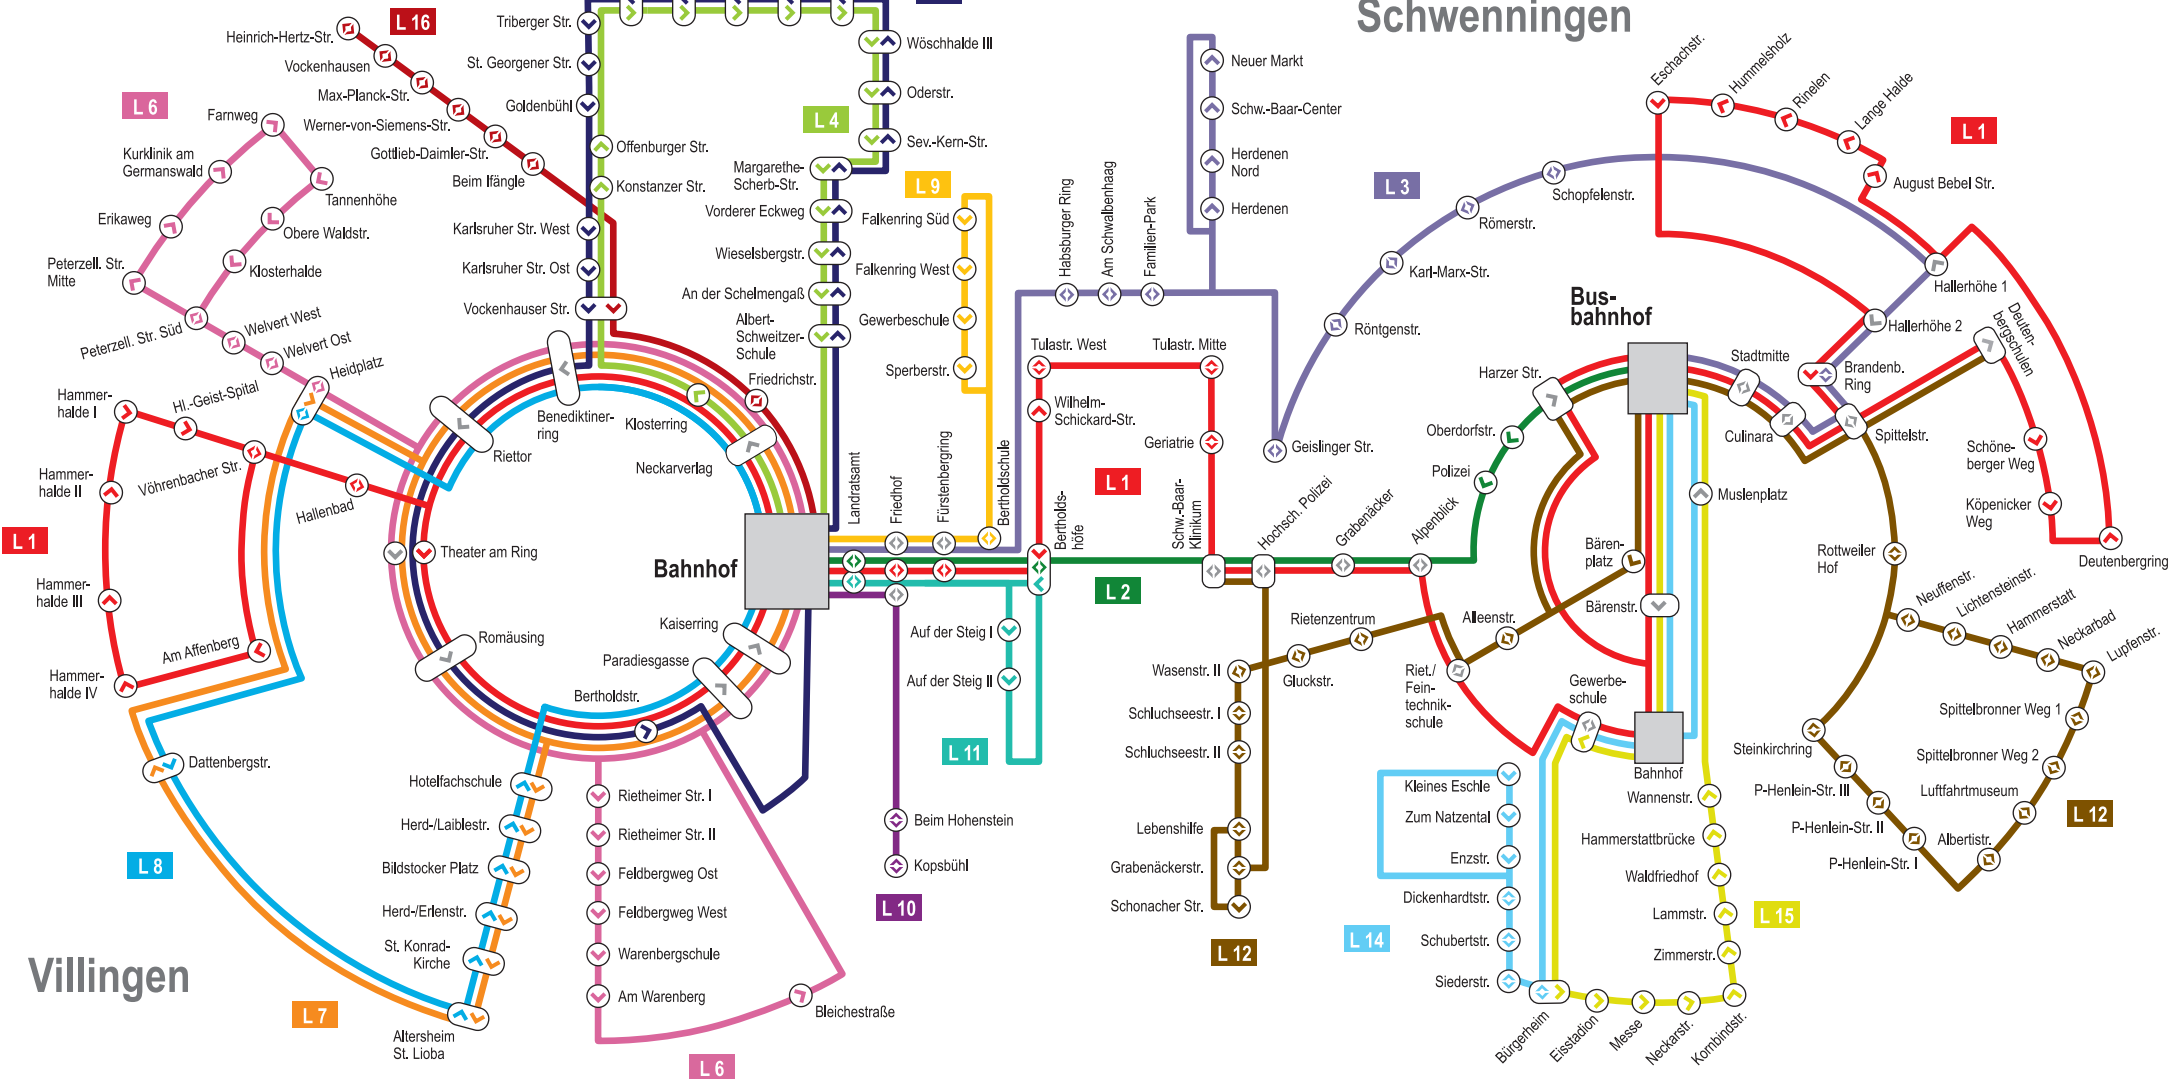 Schwenningen
L 16
Heinrich-Hertz-Str.
Vockenhausen
Max-Planck-Str.
Werner-von-Siemens-Str.
Gottlieb-Daimler-Str.
Beim Ifängle
L 6
Farnweg
Kurklinik am
Germanswald
Tannenhöhe
Erikaweg
Obere Waldstr.
Peterzell. Str.
Mitte
Klosterhalde
Peterzell. Str. Süd
Welvert West
Welvert Ost
Heidplatz
Triberger Str.
St. Georgener Str.
Goldenbühl
Offenburger Str.
Konstanzer Str.
Karlsruher Str. West
Karlsruher Str. Ost
Vockenhauser Str.
L 4
Wöschhalde III
Oderstr.
Sev.-Kern-Str.
Margarethe-
Scherb-Str.
Vorderer Eckweg
Wieselsbergstr.
An der Schelmengaß
Albert-
Schweitzer-
Schule
L 9
Falkenring Süd
Falkenring West
Gewerbeschule
Sperberstr.
Friedrichstr.
Klosterring
Neckarverlag
Benediktiner-
ring
Riettor
Hammer-
halde I
Hl.-Geist-Spital
Hammer-
halde II
Vöhrenbacher Str.
Hallenbad
L 1
Theater am Ring
Hammer-
halde III
Am Affenberg
Hammer-
halde IV
Romäusing
Bahnhof
Kaiserring
Paradiesgasse
Bertholdstr.
Landratsamt
Friedhof
Fürstenbergring
Bertholdschule
Bertholds-
höfe
Habsburger Ring
Am Schwalbenhaag
Familien-Park
Neuer Markt
Schw.-Baar-Center
Herdenen
Nord
Herdenen
L 3
Tulastr. West
Tulastr. Mitte
Wilhelm-
Schickard-Str.
Geriatrie
L 1
Schw.-Baar-
Klinikum
Hochsch. Polizei
Grabenäcker
Alpenblick
L 2
Geislinger Str.
Röntgenstr.
Karl-Marx-Str.
Römerstr.
Schopfelenstr.
Eschachstr.
Hummelsholz
Rinelen
Lange Halde
L 1
August Bebel Str.
Hallerhöhe 1
Hallerhöhe 2
Brandenb.
Ring
Bus-
bahnhof
Stadtmitte
Culinara
Spittelstr.
Deuten-
bergschulen
Schöne-
berger Weg
Köpenicker
Weg
Deutenbergring
Harzer Str.
Oberdorfstr.
Polizei
Muslenplatz
Bären-
platz
Bärenstr.
Alleenstr.
Rietenzentrum
Gluckstr.
Wasenstr. II
Schluchseestr. I
Schluchseestr. II
Lebenshilfe
Grabenäckerstr.
Schonacher Str.
L 12
Riet./
Fein-
technik-
schule
Gewerbe-
schule
Bahnhof
Rottweiler
Hof
Neuffenstr.
Lichtensteinstr.
Hammerstatt
Neckarbad
Lupfenstr.
Spittelbronner Weg 1
Spittelbronner Weg 2
Luftfahrtmuseum
Albertistr.
L 12
Steinkirchring
P-Henlein-Str. III
P-Henlein-Str. II
P-Henlein-Str. I
Auf der Steig I
Auf der Steig II
L 11
Beim Hohenstein
Kopsbühl
L 10
Dattenbergstr.
L 8
Hotelfachschule
Herd-/Laiblestr.
Bildstocker Platz
Herd-/Erlenstr.
St. Konrad-
Kirche
Altersheim
St. Lioba
L 7
Villingen
Rietheimer Str. I
Rietheimer Str. II
Feldbergweg Ost
Feldbergweg West
Warenbergschule
Am Warenberg
Bleichestraße
L 6
Kleines Eschle
Zum Natzental
Enzstr.
Dickenhardtstr.
Schubertstr.
Siederstr.
L 14
Bürgerheim
Eisstadion
Messe
Neckarstr.
Kornbindstr.
Wannenstr.
Hammerstattbrücke
Waldfriedhof
Lammstr.
Zimmerstr.
L 15